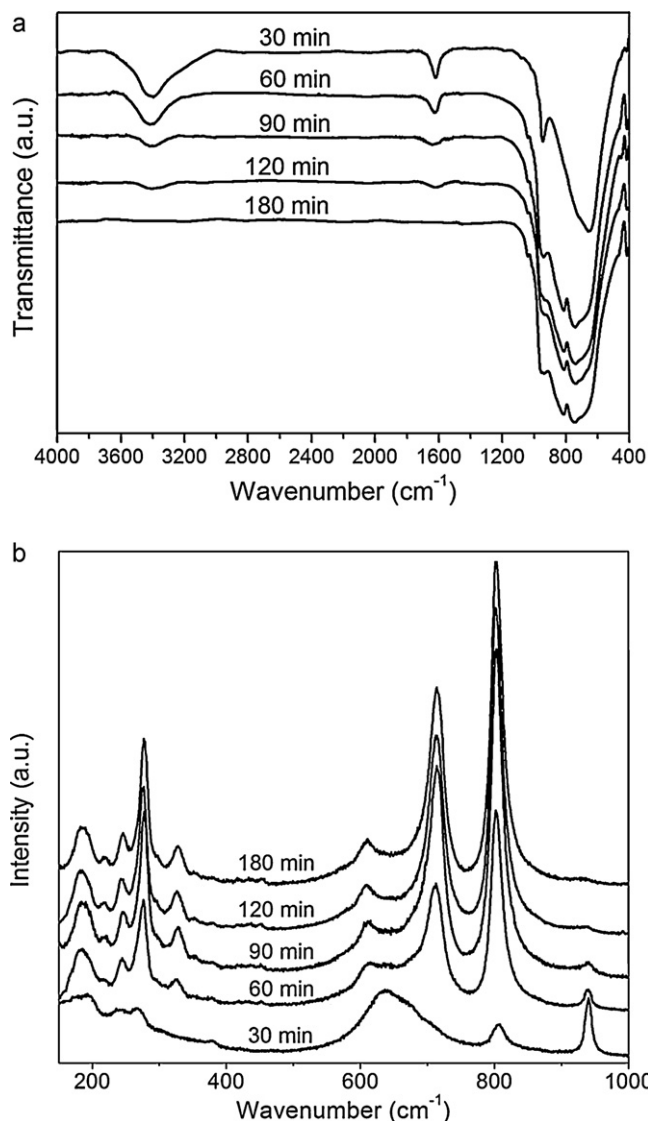 a
30 min
60 min
90 min
120 min
180 min
Transmittance (a.u.)
4000 3600 3200 2800 2400 2000 1600 1200 800 400
Wavenumber (cm⁻¹)
b
180 min
120 min
90 min
60 min
30 min
Intensity (a.u.)
200 400 600 800 1000
Wavenumber (cm⁻¹)